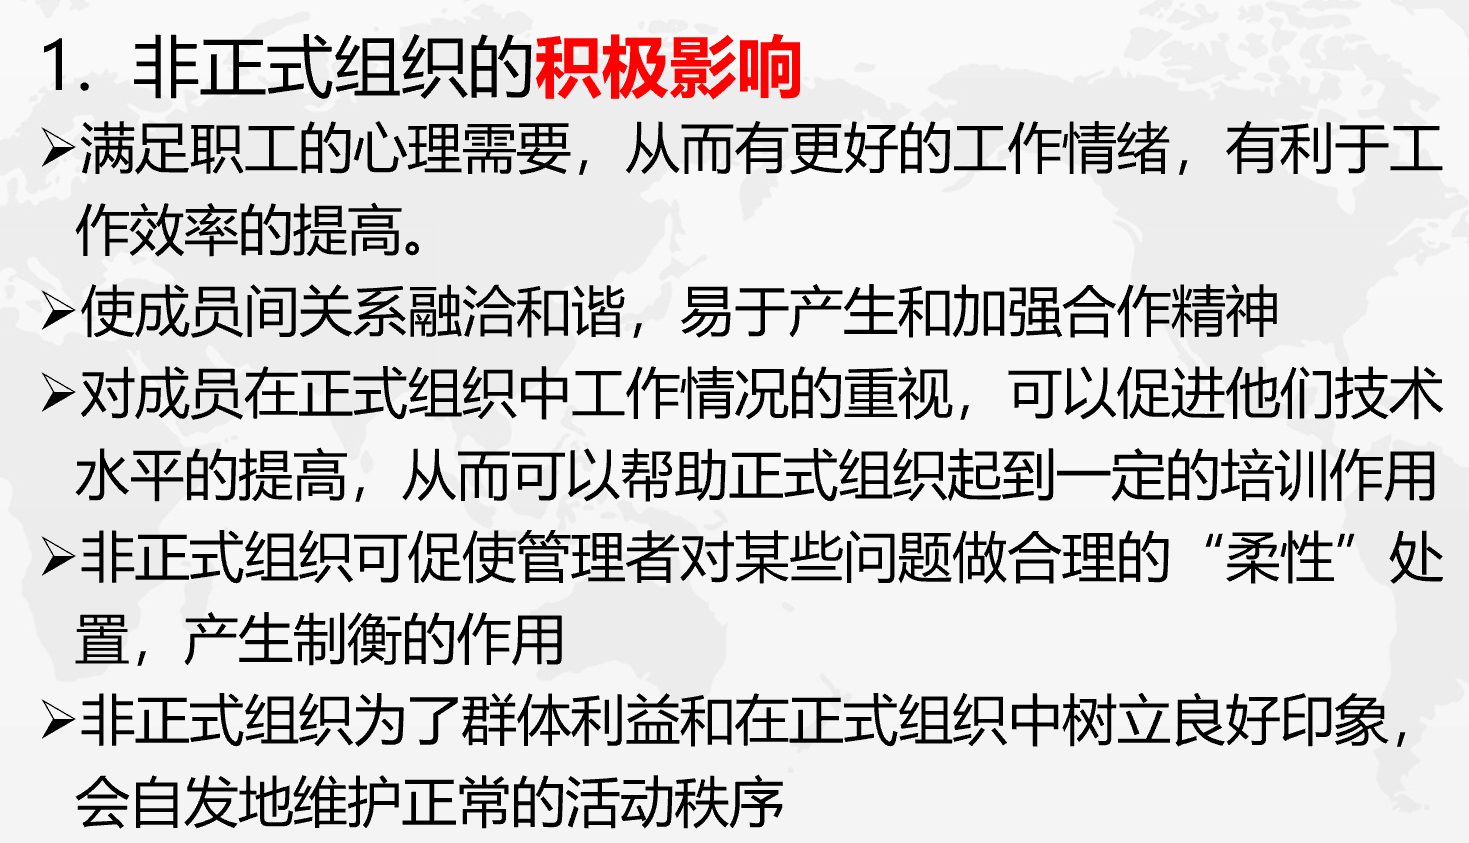 1. 非正式组织的积极影响
➢满足职工的心理需要，从而有更好的工作情绪，有利于工
作效率的提高。
➢使成员间关系融洽和谐，易于产生和加强合作精神
➢对成员在正式组织中工作情况的重视，可以促进他们技术
水平的提高，从而可以帮助正式组织起到一定的培训作用
➢非正式组织可促使管理者对某些问题做合理的“柔性”处
置，产生制衡的作用
➢非正式组织为了群体利益和在正式组织中树立良好印象，
会自发地维护正常的活动秩序